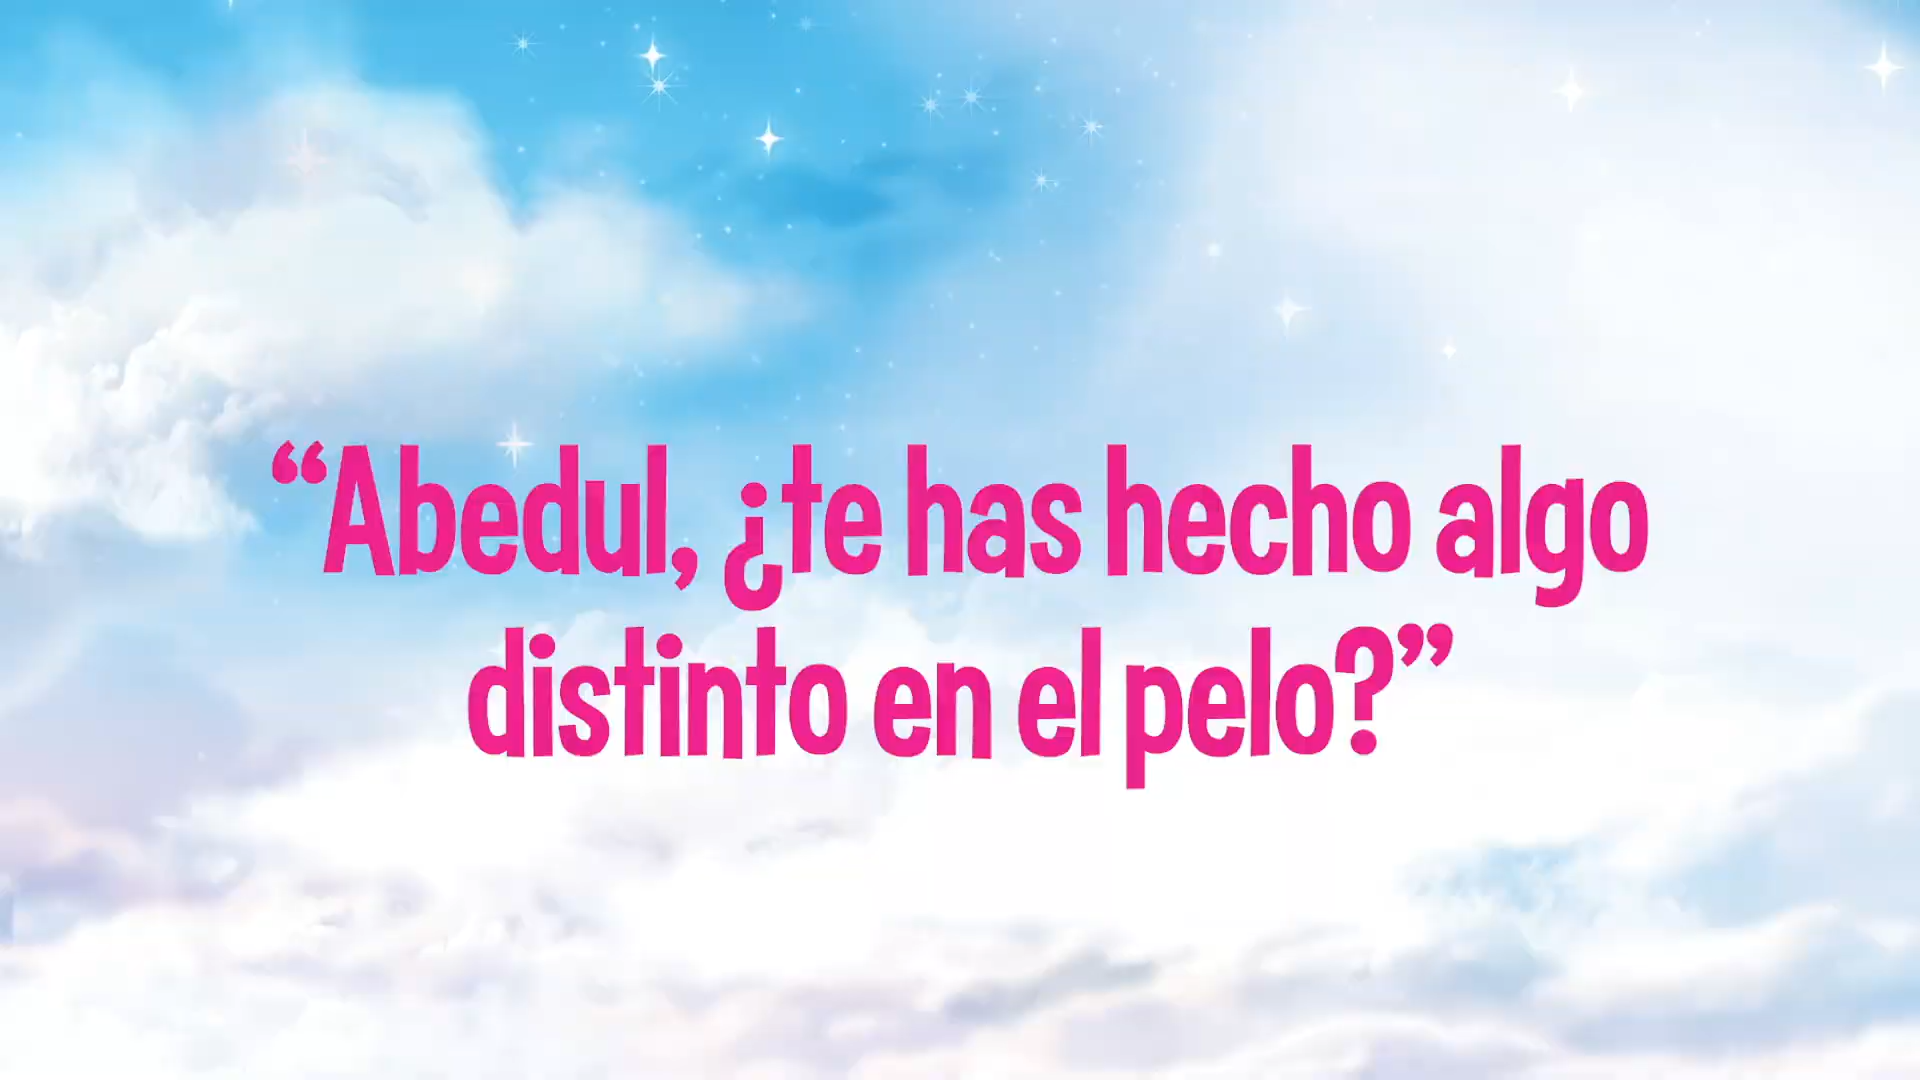 “Abedul, ¿te has hecho algo
distinto en el pelo?”